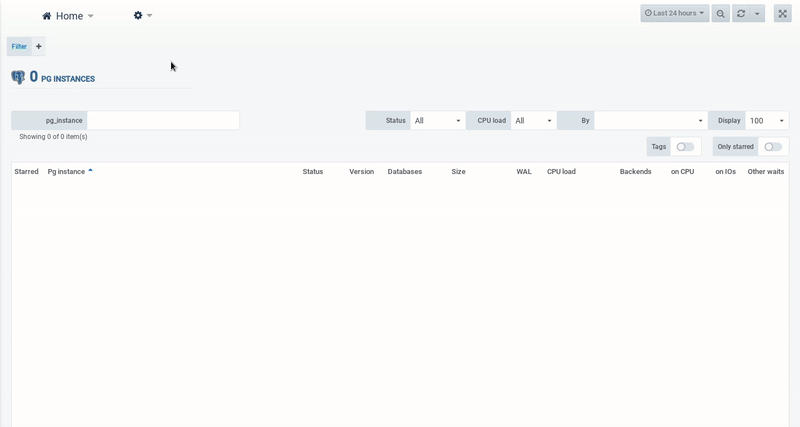 Home
Last 24 hours
Filter +
0 PG INSTANCES
pg_instance Status All CPU load All By Display 100
Showing 0 of 0 item(s)
Tags Only starred
Starred Pg instance Status Version Databases Size WAL CPU load Backends on CPU on IOs Other waits